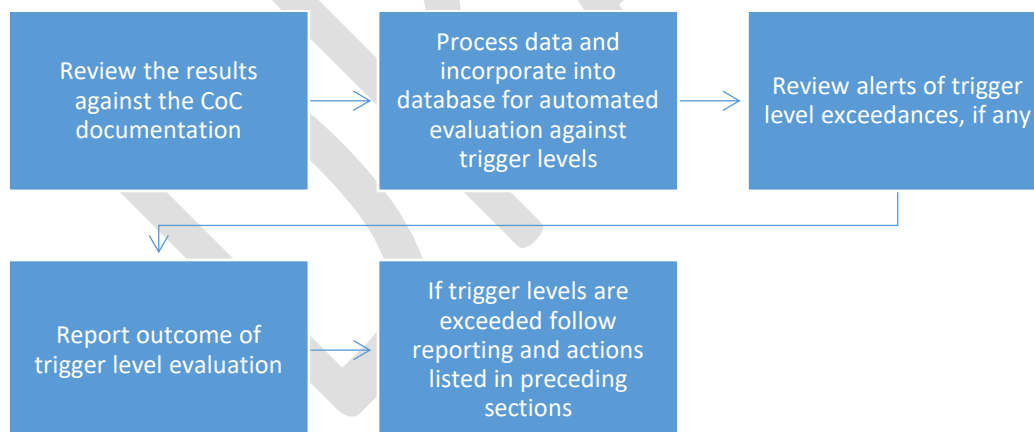 Review the results
against the CoC
documentation
Process data and
incorporate into
database for automated
evaluation against
trigger levels
Review alerts of trigger
level exceedances, if any
Report outcome of
trigger level evaluation
If trigger levels are
exceeded follow
reporting and actions
listed in preceding
sections